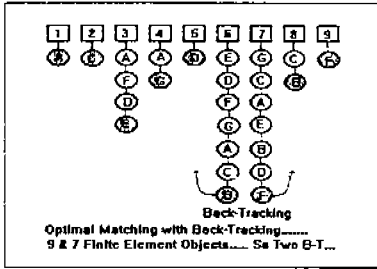 1 2 3 4 5 6 7 8 9
A C A A D E G C
F G D C B
D F A
E G E
A B
C D
B F
Back-Tracking
Optimal Matching with Back-Tracking.......
9 & 7 Finite Element Objects..... So Two B-T...